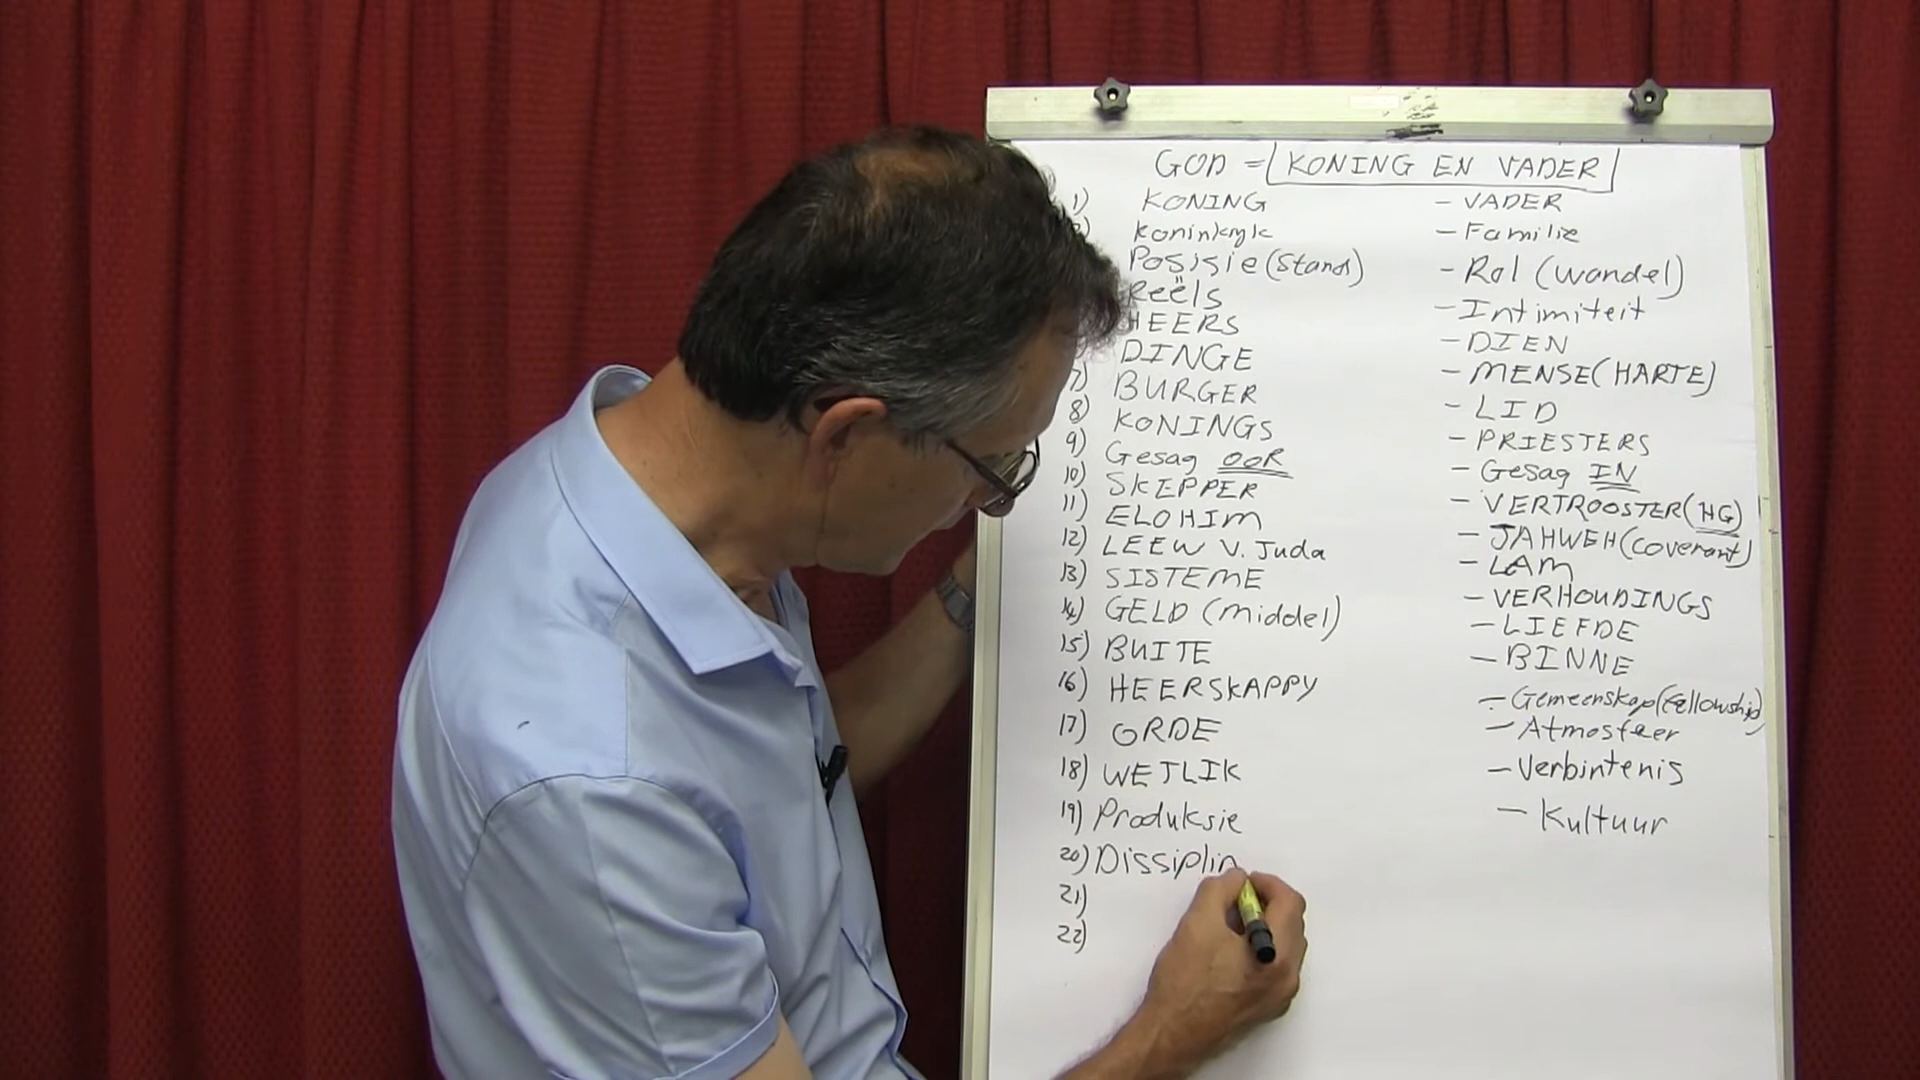 GOD = KONING EN VADER
1) KONING – VADER
2) Koninkryk – Familie
Posisie (Stand) – Rol (wandel)
Reëls – Intimiteit
HEERS – DIEN
DINGE – MENSE (HARTE)
7) BURGER – LID
8) KONINGS – PRIESTERS
9) Gesag OOR – Gesag IN
10) SKEPPER – VERTROOSTER (HG)
11) ELOHIM – JAHWEH (covenant)
12) LEEW V. Juda – LAM
13) SISTEME – VERHOUDINGS
14) GELD (middel) – LIEFDE
15) BUITE – BINNE
16) HEERSKAPPY – Gemeenskap (Fellowship)
17) ORDE – Atmosfeer
18) WETLIK – Verbintenis
19) Produksie – Kultuur
20) Dissiplin
21)
22)